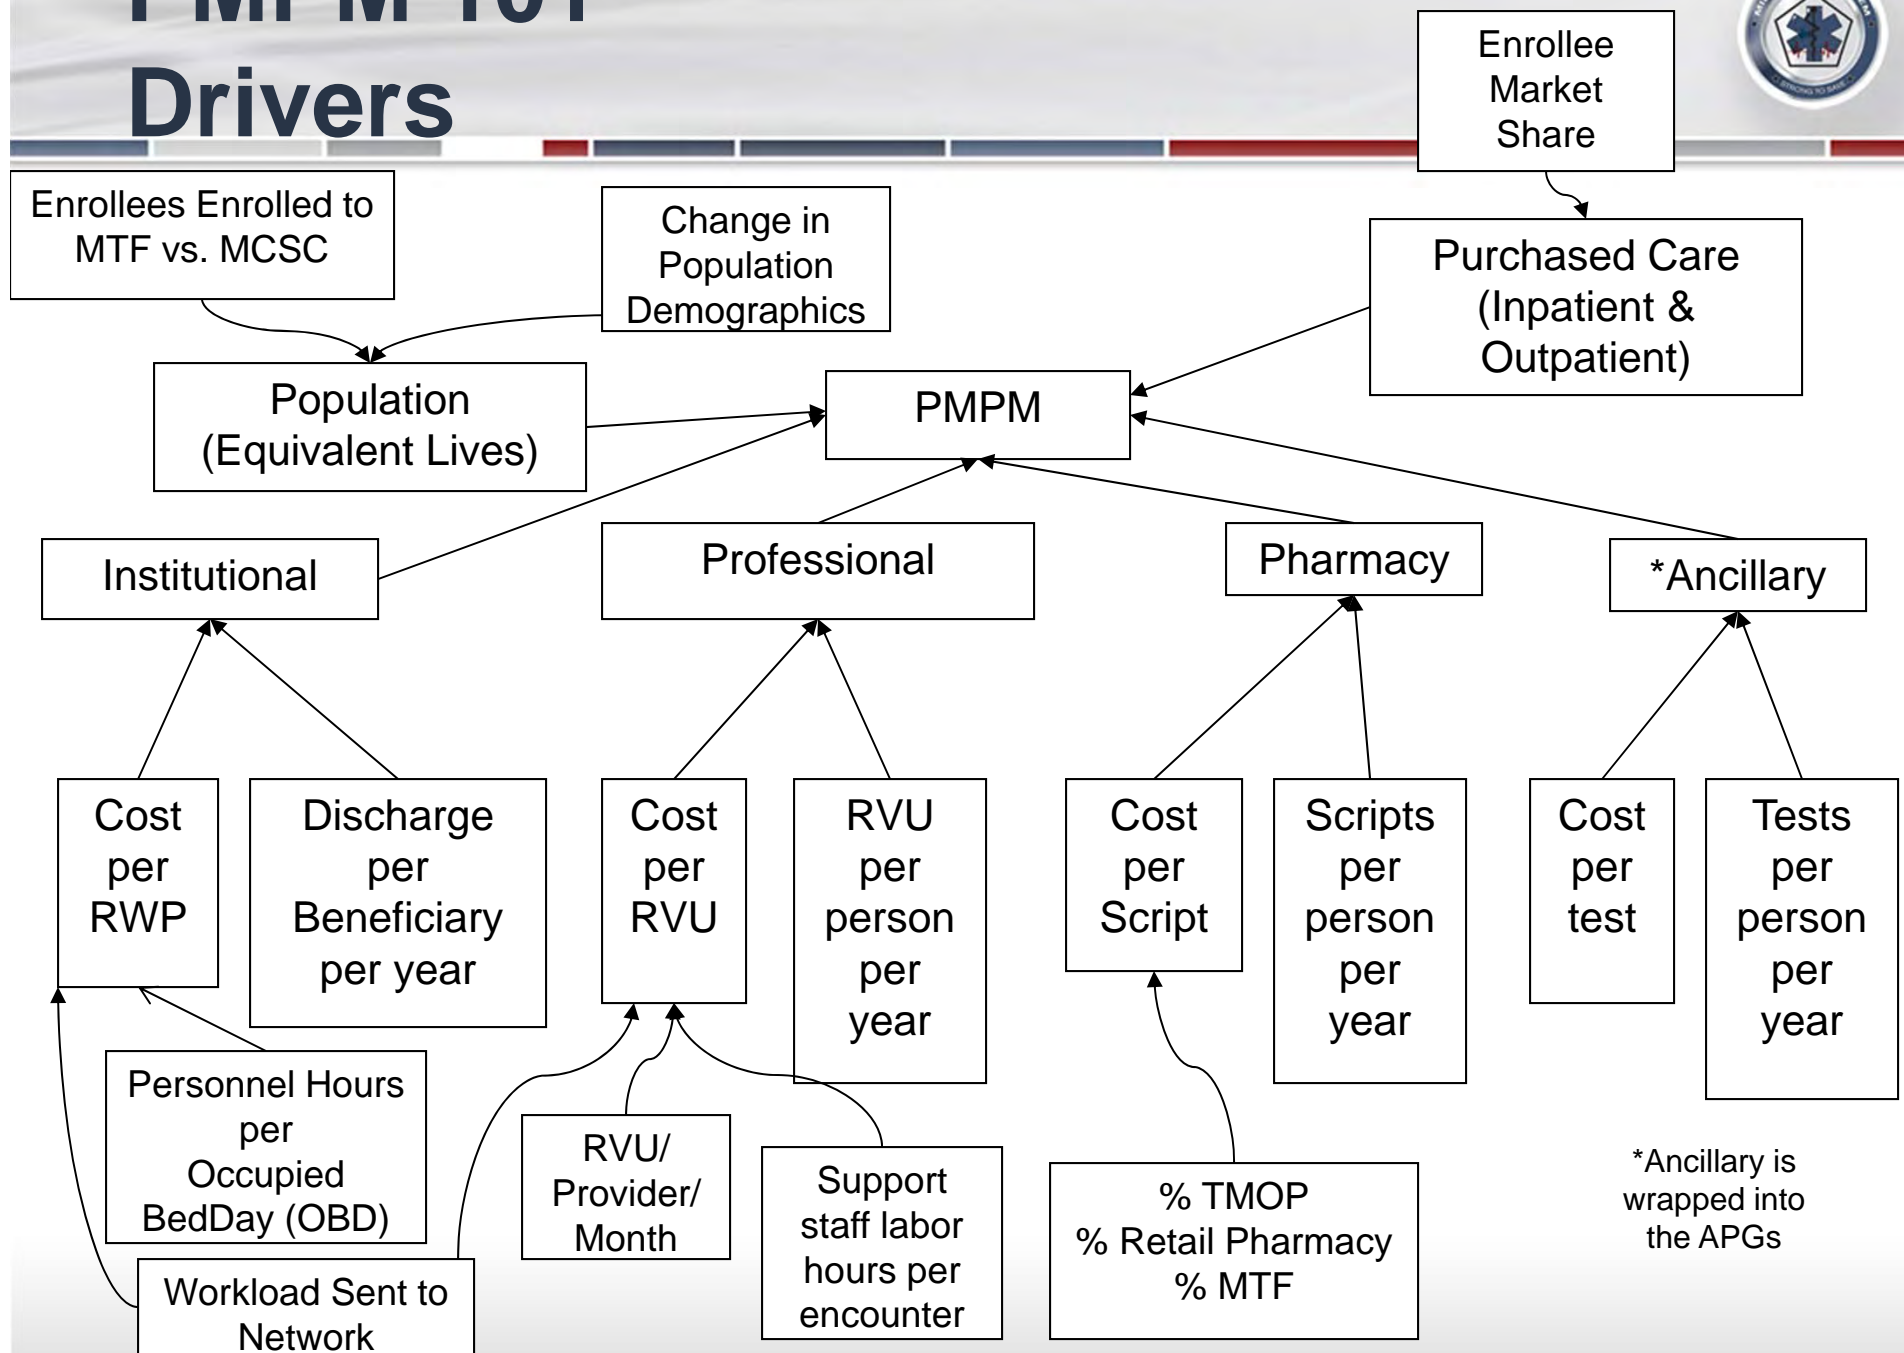 PMPM 101
Drivers
Enrollee
Market
Share
Enrollees Enrolled to
MTF vs. MCSC
Change in
Population
Demographics
Purchased Care
(Inpatient &
Outpatient)
Population
(Equivalent Lives)
PMPM
Institutional
Professional
Pharmacy
*Ancillary
Cost
per
RWP
Discharge
per
Beneficiary
per year
Cost
per
RVU
RVU
per
person
per
year
Cost
per
Script
Scripts
per
person
per
year
Cost
per
test
Tests
per
person
per
year
Personnel Hours
per
Occupied
BedDay (OBD)
RVU/
Provider/
Month
Support
staff labor
hours per
encounter
% TMOP
% Retail Pharmacy
% MTF
*Ancillary is
wrapped into
the APGs
Workload Sent to
Network